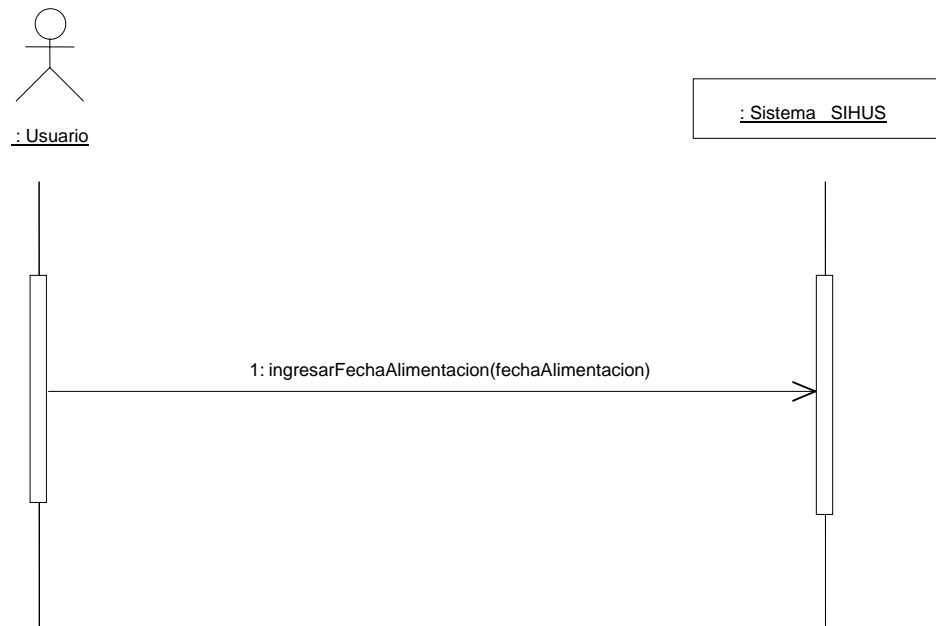 : Usuario
: Sistema SIHUS
1: ingresarFechaAlimentacion(fechaAlimentacion)